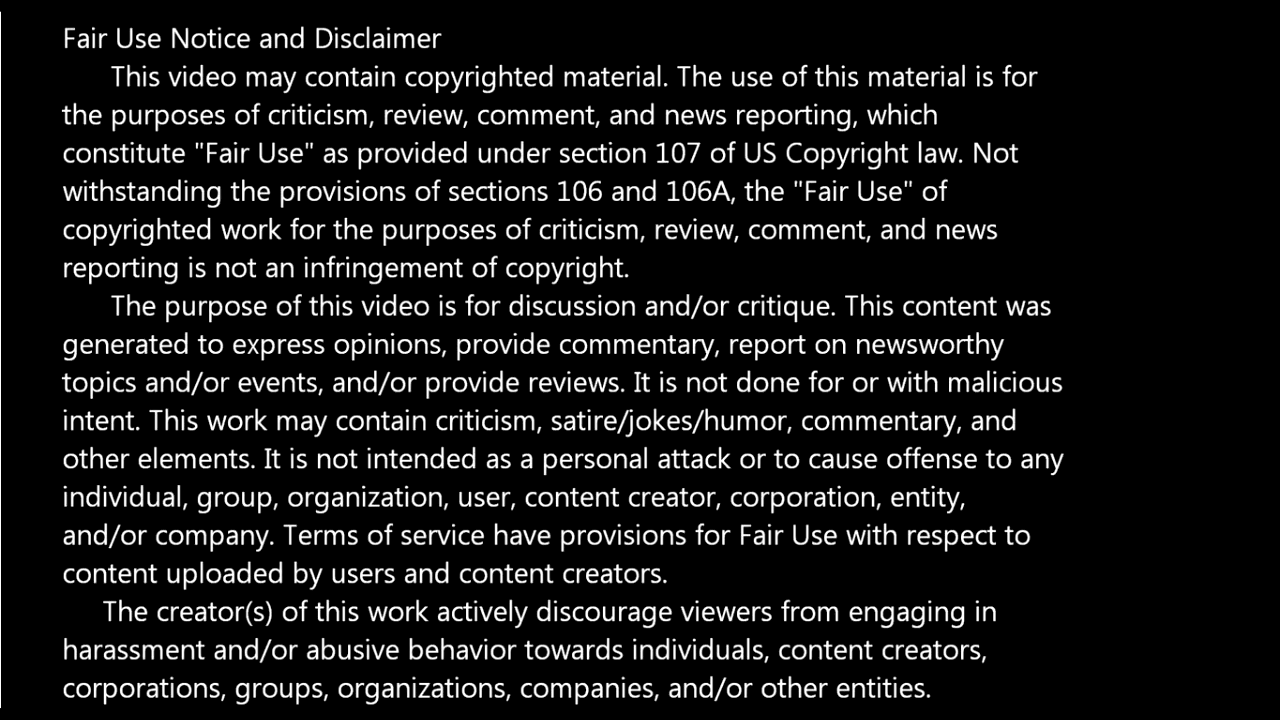 Fair Use Notice and Disclaimer
This video may contain copyrighted material. The use of this material is for
the purposes of criticism, review, comment, and news reporting, which
constitute "Fair Use" as provided under section 107 of US Copyright law. Not
withstanding the provisions of sections 106 and 106A, the "Fair Use" of
copyrighted work for the purposes of criticism, review, comment, and news
reporting is not an infringement of copyright.
The purpose of this video is for discussion and/or critique. This content was
generated to express opinions, provide commentary, report on newsworthy
topics and/or events, and/or provide reviews. It is not done for or with malicious
intent. This work may contain criticism, satire/jokes/humor, commentary, and
other elements. It is not intended as a personal attack or to cause offense to any
individual, group, organization, user, content creator, corporation, entity,
and/or company. Terms of service have provisions for Fair Use with respect to
content uploaded by users and content creators.
The creator(s) of this work actively discourage viewers from engaging in
harassment and/or abusive behavior towards individuals, content creators,
corporations, groups, organizations, companies, and/or other entities.